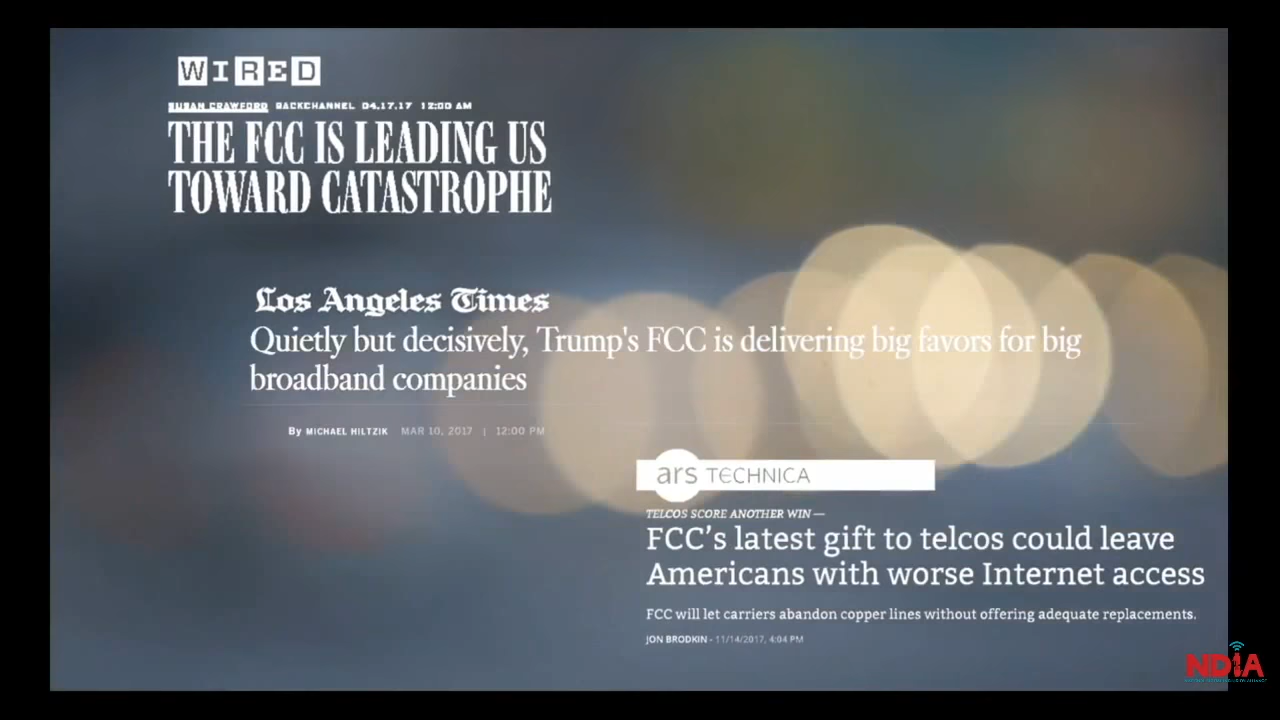 WIRED
SUSAN CRAWFORD BACKCHANNEL 04.17.17 12:00 AM
THE FCC IS LEADING US
TOWARD CATASTROPHE
Los Angeles Times
Quietly but decisively, Trump's FCC is delivering big favors for big
broadband companies
By MICHAEL HILTZIK MAR 10, 2017 | 12:00 PM
ars TECHNICA
TELCOS SCORE ANOTHER WIN —
FCC’s latest gift to telcos could leave
Americans with worse Internet access
FCC will let carriers abandon copper lines without offering adequate replacements.
JON BRODKIN - 11/14/2017, 4:04 PM
NDIA